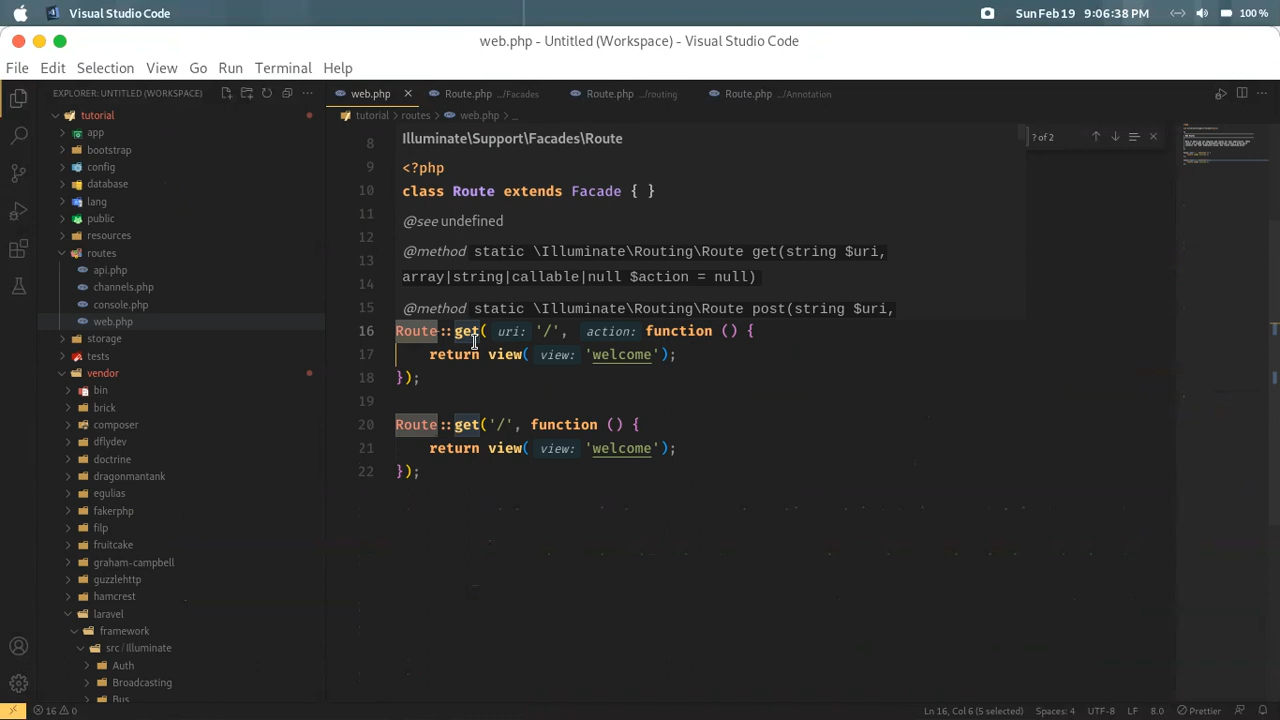 Visual Studio Code
Sun Feb 19 9:06:38 PM
100 %
web.php - Untitled (Workspace) - Visual Studio Code
File Edit Selection View Go Run Terminal Help
EXPLORER: UNTITLED (WORKSPACE)
web.php
Route.php .../Facades
Route.php .../routing
Route.php .../Annotation
tutorial > routes > web.php > ...
tutorial
app
bootstrap
config
database
lang
public
resources
routes
api.php
channels.php
console.php
web.php
storage
tests
vendor
bin
brick
composer
dflydev
doctrine
dragonmantank
egulias
fakerphp
filp
fruitcake
graham-campbell
guzzlehttp
hamcrest
laravel
framework
src / Illuminate
Auth
Broadcasting
Bus
? of 2
8 Illuminate\Support\Facades\Route
9 <?php
10 class Route extends Facade { }
11 @see undefined
12 @method static \Illuminate\Routing\Route get(string $uri,
13 array|string|callable|null $action = null)
14
15 @method static \Illuminate\Routing\Route post(string $uri,
16 Route::get( uri: '/', action: function () {
17 return view( view: 'welcome');
18 });
19
20 Route::get('/', function () {
21 return view( view: 'welcome');
22 });
16 0
Ln 16, Col 6 (5 selected) Spaces: 4 UTF-8 LF 8.0 Prettier